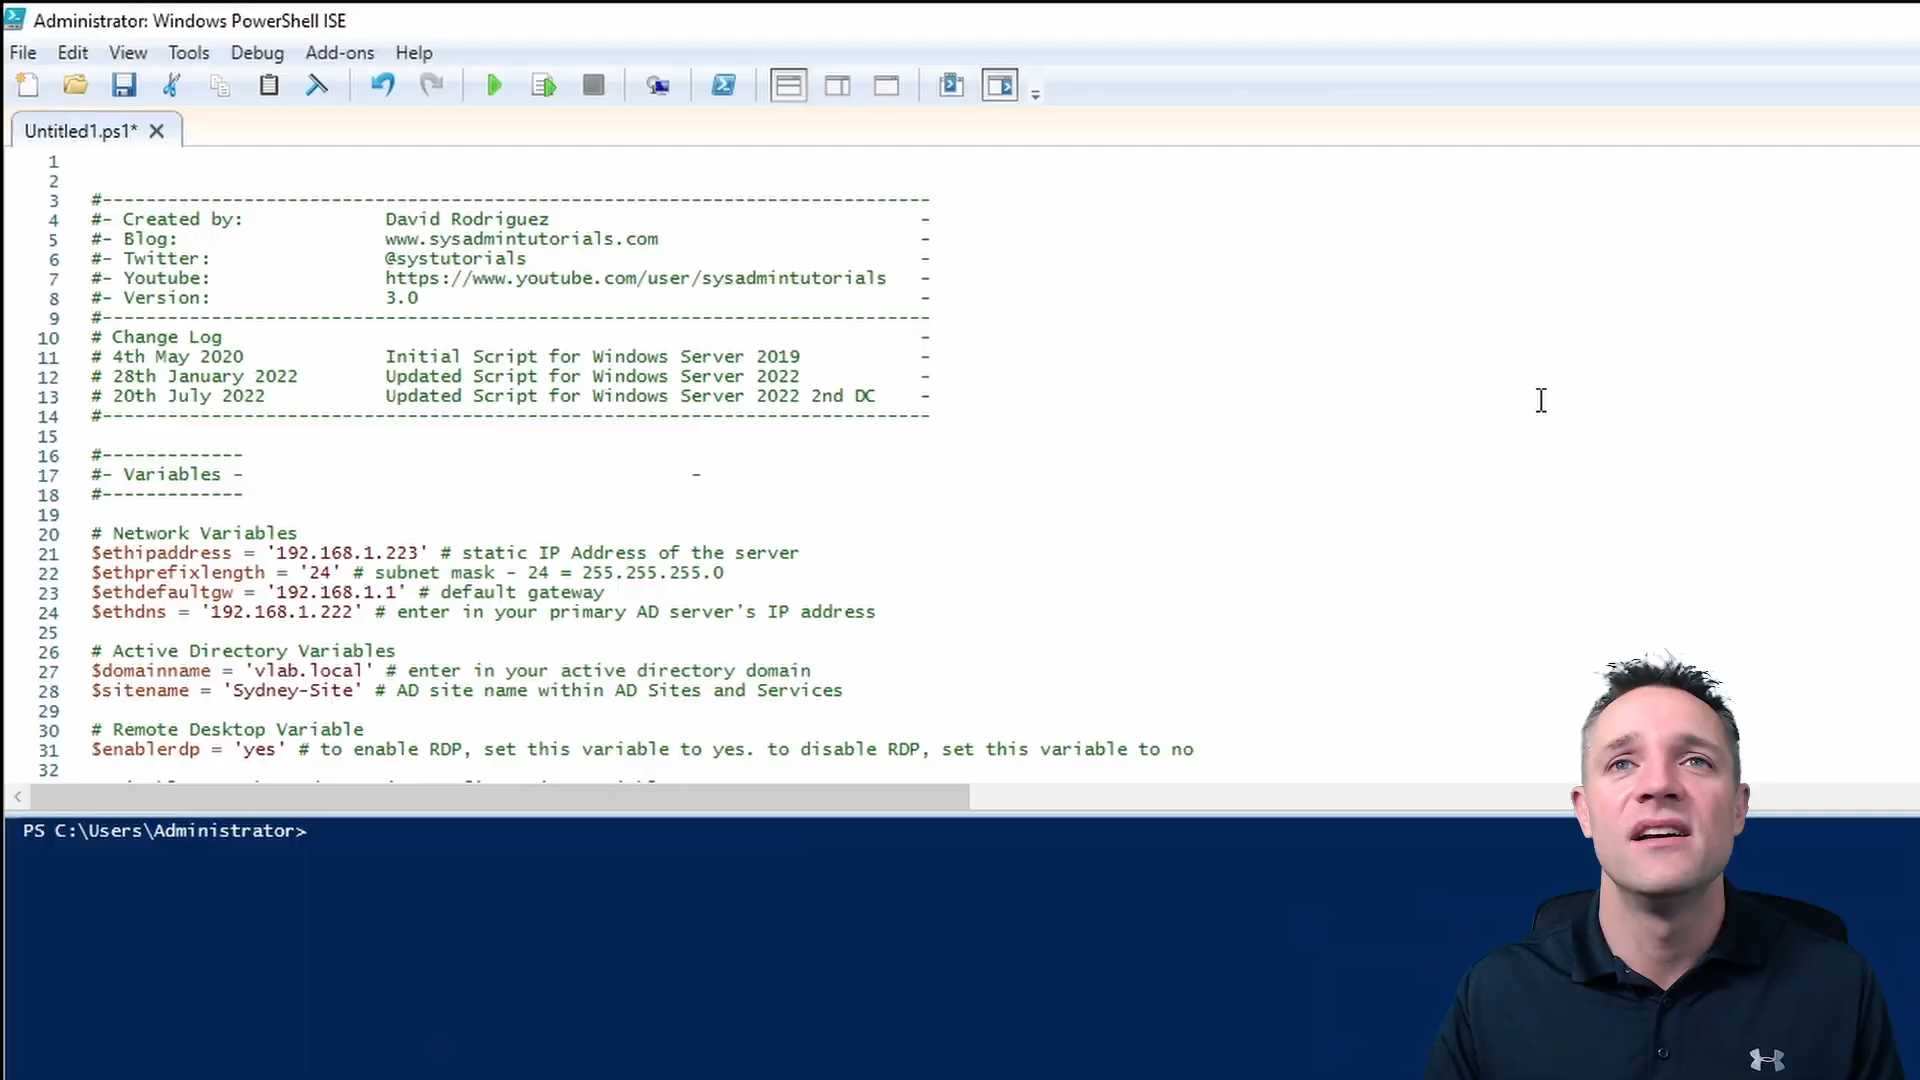 Administrator: Windows PowerShell ISE
File Edit View Tools Debug Add-ons Help
Untitled1.ps1*
1
2
3 #----------------------------------------------------------------------------
4 #- Created by: David Rodriguez -
5 #- Blog: www.sysadmintutorials.com -
6 #- Twitter: @systutorials -
7 #- Youtube: https://www.youtube.com/user/sysadmintutorials -
8 #- Version: 3.0 -
9 #----------------------------------------------------------------------------
10 # Change Log -
11 # 4th May 2020 Initial Script for Windows Server 2019 -
12 # 28th January 2022 Updated Script for Windows Server 2022 -
13 # 20th July 2022 Updated Script for Windows Server 2022 2nd DC -
14 #----------------------------------------------------------------------------
15
16 #-------------
17 #- Variables - -
18 #-------------
19
20 # Network Variables
21 $ethipaddress = '192.168.1.223' # static IP Address of the server
22 $ethprefixlength = '24' # subnet mask - 24 = 255.255.255.0
23 $ethdefaultgw = '192.168.1.1' # default gateway
24 $ethdns = '192.168.1.222' # enter in your primary AD server's IP address
25
26 # Active Directory Variables
27 $domainname = 'vlab.local' # enter in your active directory domain
28 $sitename = 'Sydney-Site' # AD site name within AD Sites and Services
29
30 # Remote Desktop Variable
31 $enablerdp = 'yes' # to enable RDP, set this variable to yes. to disable RDP, set this variable to no
32
PS C:\Users\Administrator>